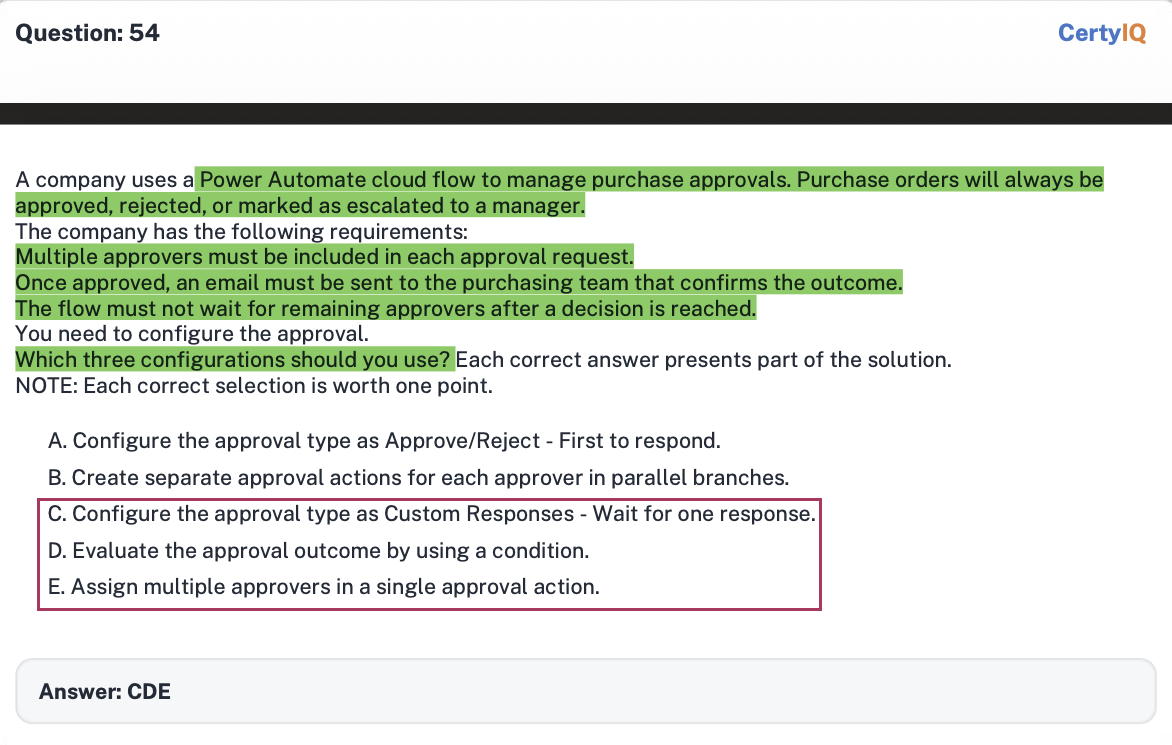 Question: 54
CertyIQ
A company uses a Power Automate cloud flow to manage purchase approvals. Purchase orders will always be
approved, rejected, or marked as escalated to a manager.
The company has the following requirements:
Multiple approvers must be included in each approval request.
Once approved, an email must be sent to the purchasing team that confirms the outcome.
The flow must not wait for remaining approvers after a decision is reached.
You need to configure the approval.
Which three configurations should you use? Each correct answer presents part of the solution.
NOTE: Each correct selection is worth one point.
A. Configure the approval type as Approve/Reject - First to respond.
B. Create separate approval actions for each approver in parallel branches.
C. Configure the approval type as Custom Responses - Wait for one response.
D. Evaluate the approval outcome by using a condition.
E. Assign multiple approvers in a single approval action.
Answer: CDE